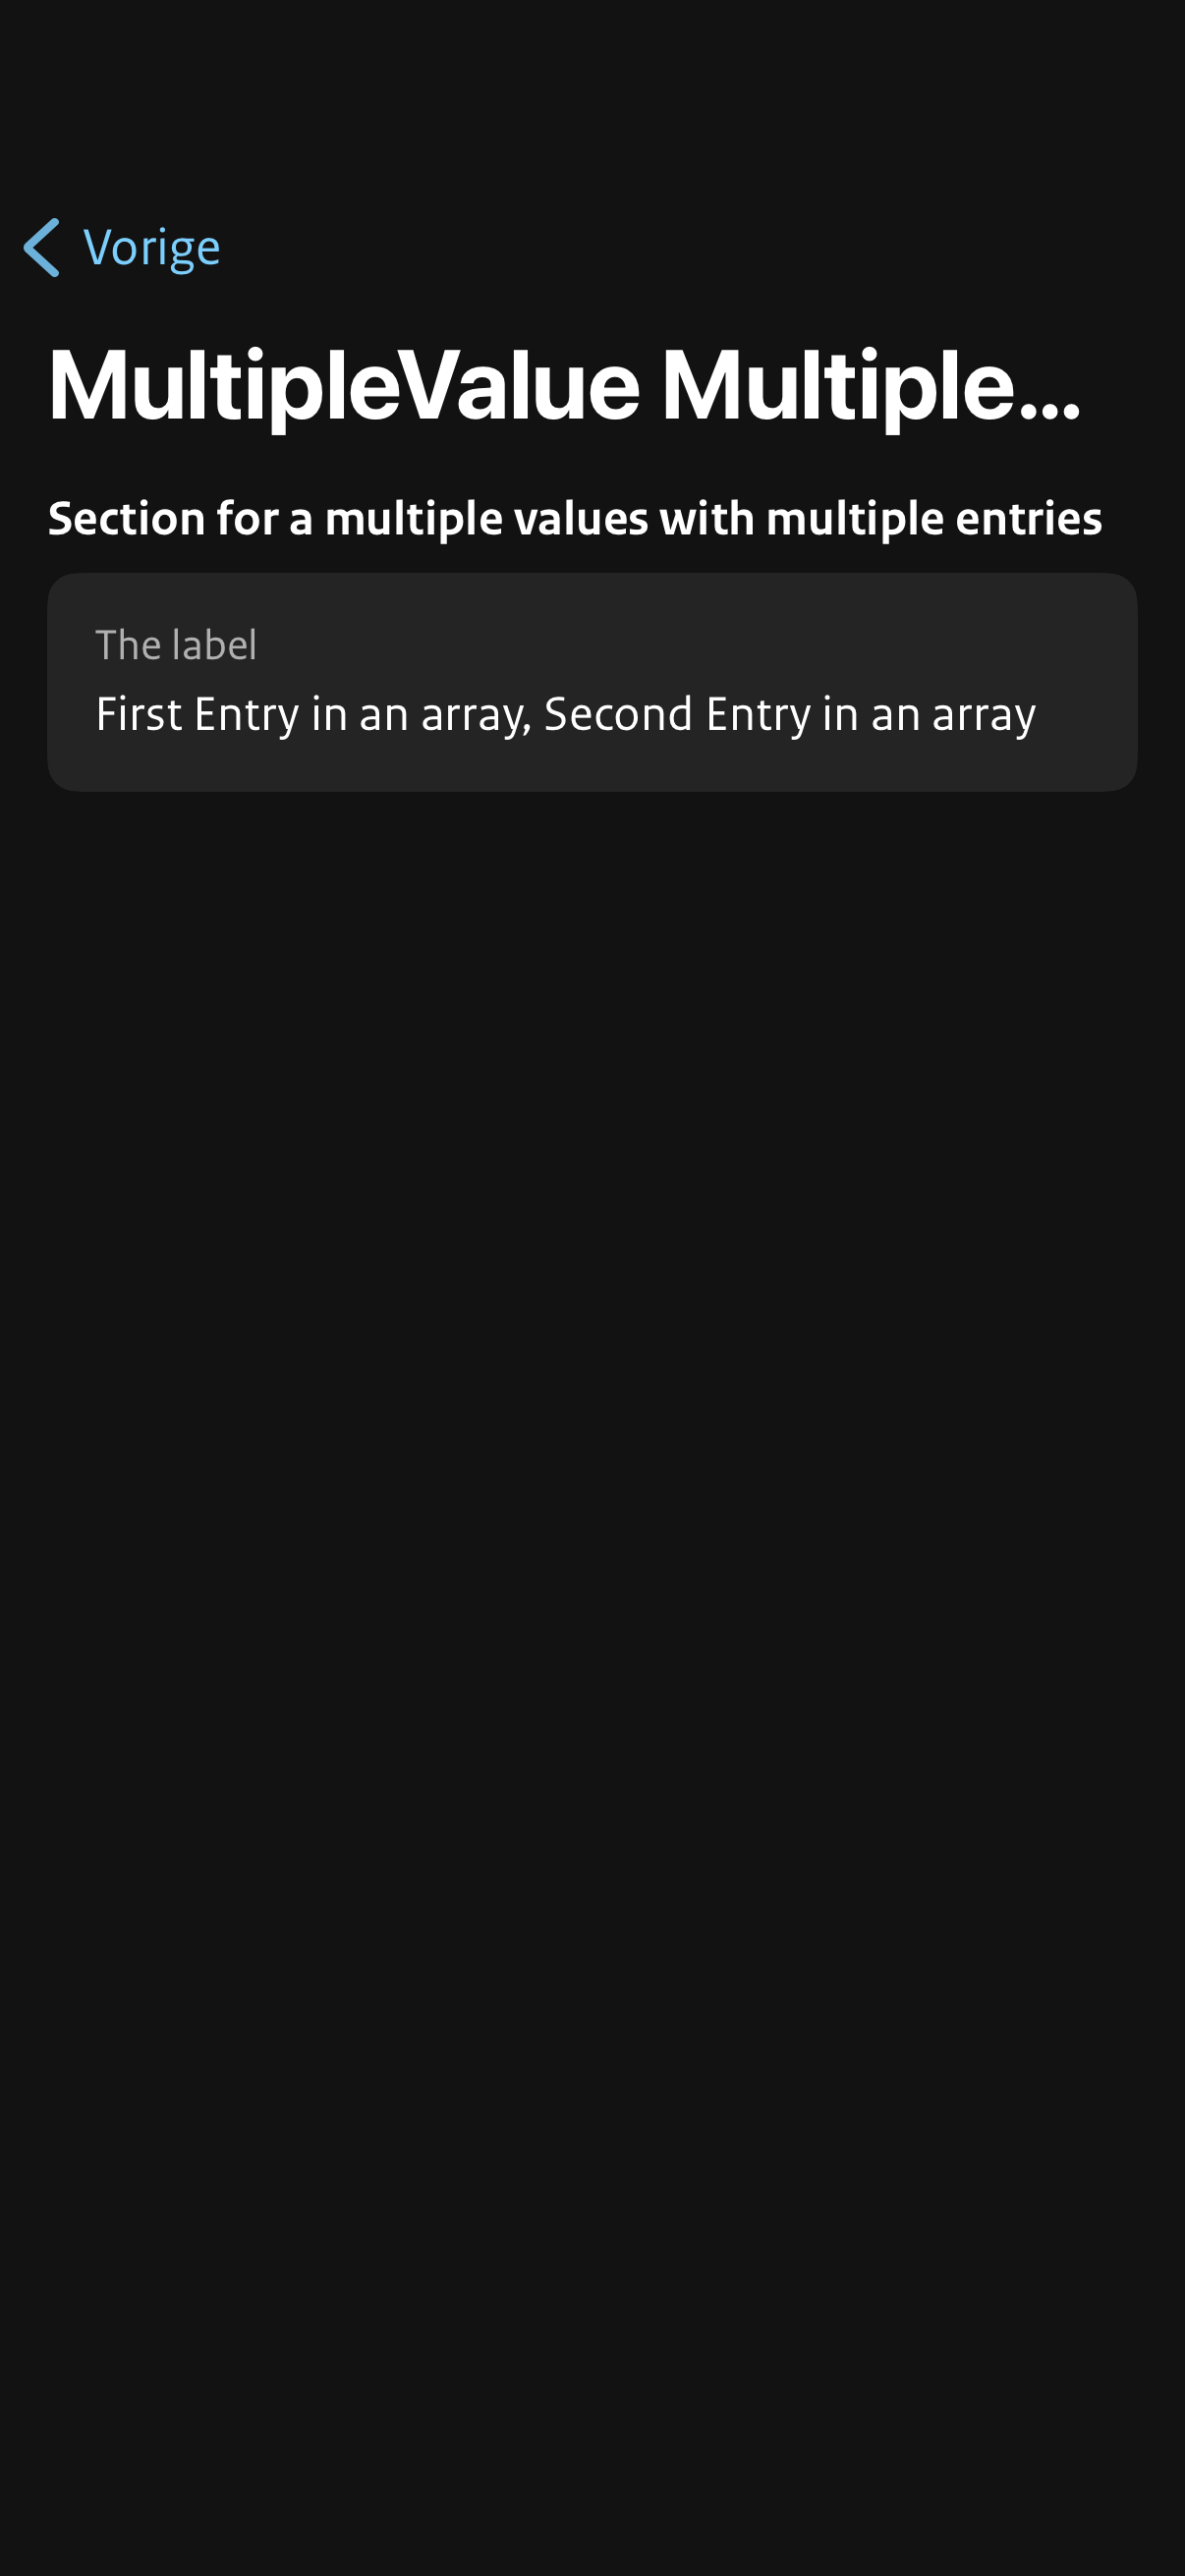 Vorige
MultipleValue Multiple...
Section for a multiple values with multiple entries
The label
First Entry in an array, Second Entry in an array